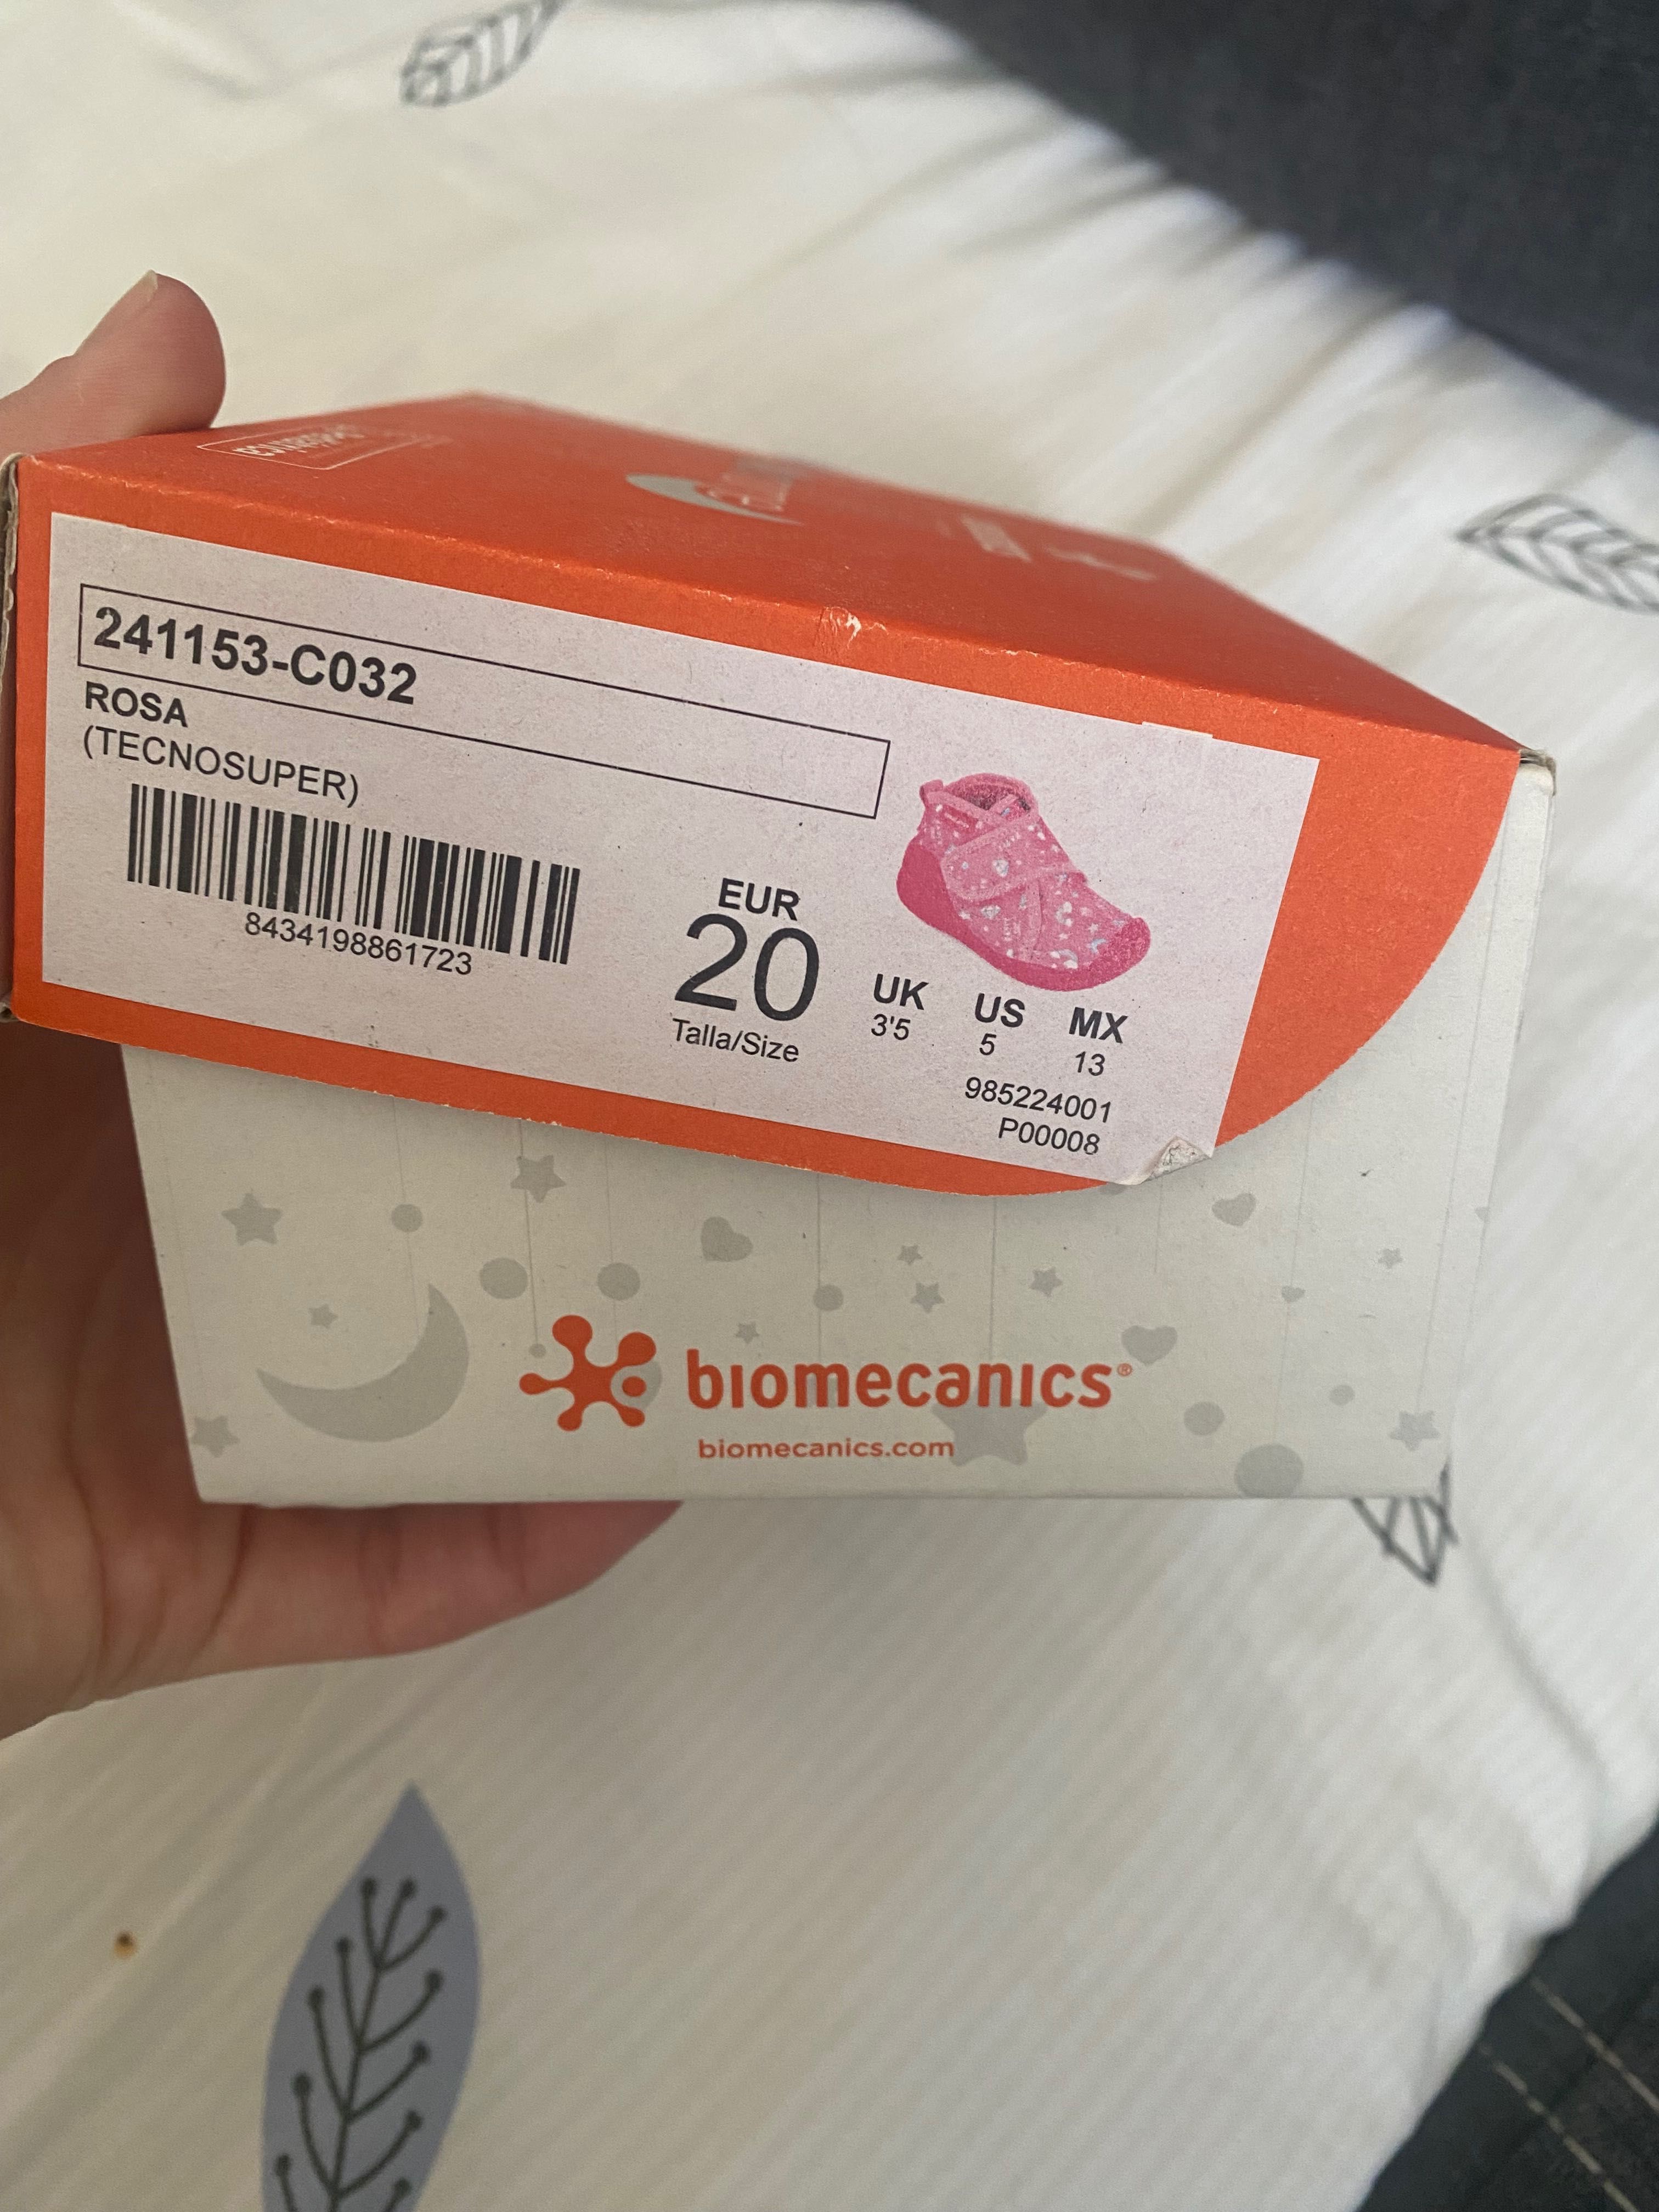 241153-C032
ROSA
(TECNOSUPER)
8434198861723
EUR
20
Talla/Size
UK US MX
3'5 5 13
985224001
P00008
biomecanics®
biomecanics.com